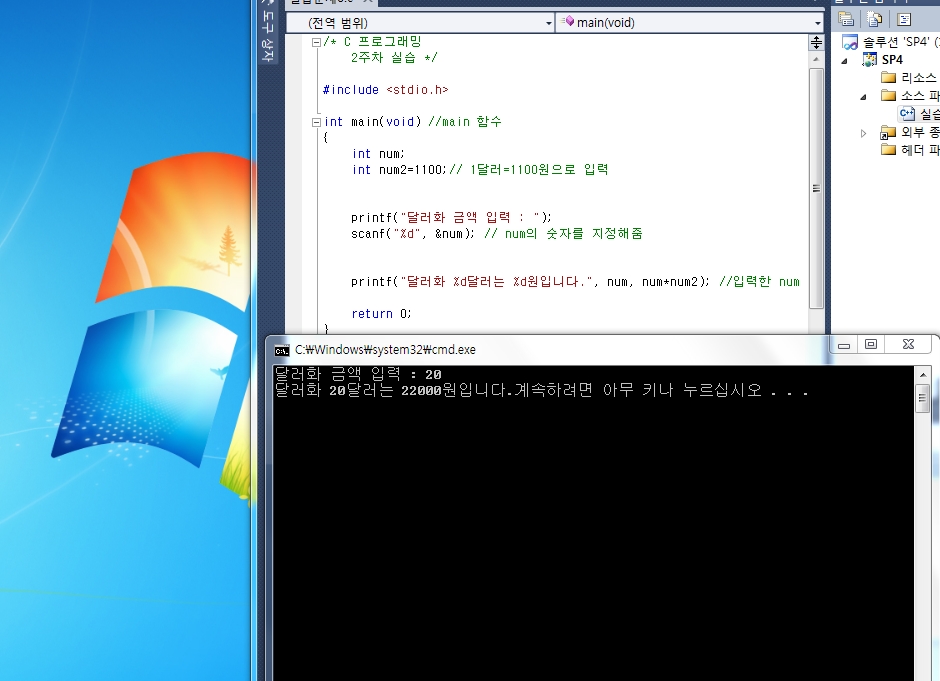 도구 상자
(전역 범위)
main(void)
/* C 프로그래밍
2주차 실습 */
#include <stdio.h>
int main(void) //main 함수
{
int num;
int num2=1100;// 1달러=1100원으로 입력
printf("달러화 금액 입력 : ");
scanf("%d", &num); // num의 숫자를 지정해줌
printf("달러화 %d달러는 %d원입니다.", num, num*num2); //입력한 num
return 0;
}
솔루션 'SP4' (
SP4
리소스
소스 파
실습
외부 종
헤더 파
C:₩Windows₩system32₩cmd.exe
달러화 금액 입력 : 20
달러화 20달러는 22000원입니다.계속하려면 아무 키나 누르십시오 . . .